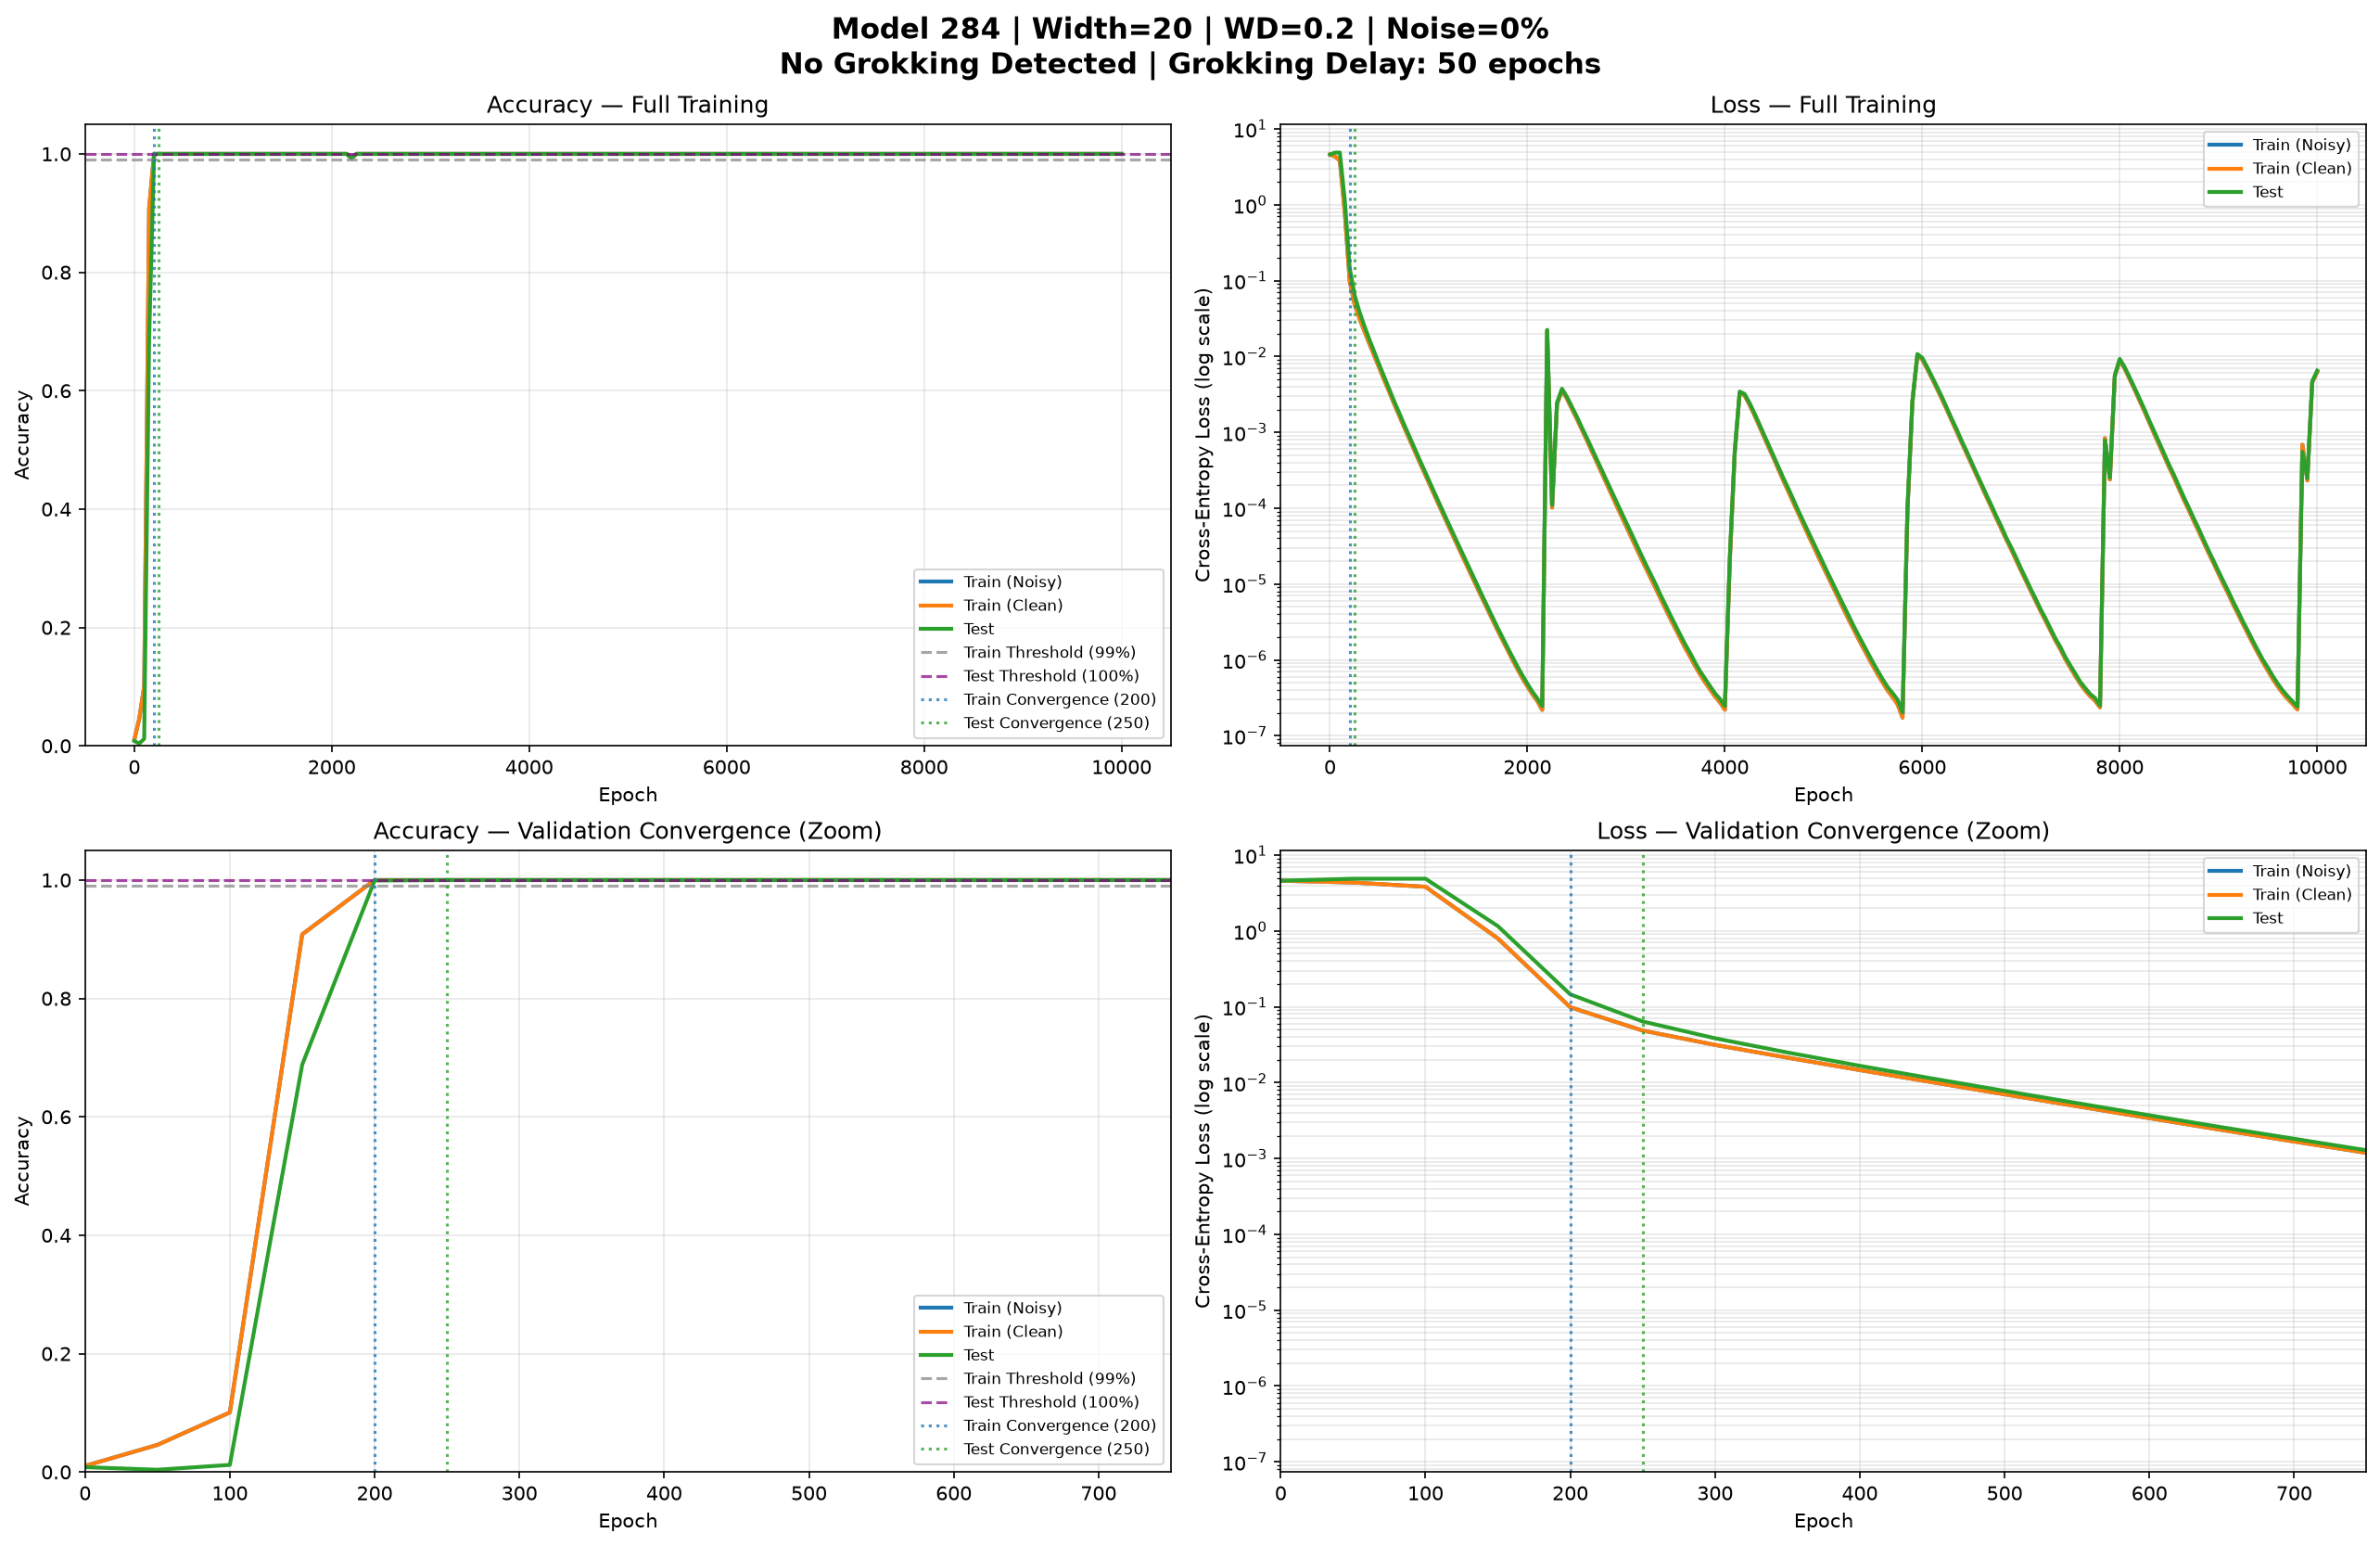 Model 284 | Width=20 | WD=0.2 | Noise=0%
No Grokking Detected | Grokking Delay: 50 epochs
Accuracy — Full Training
1.0
0.8
0.6
0.4
0.2
0.0
Accuracy
0 2000 4000 6000 8000 10000
Epoch
Train (Noisy)
Train (Clean)
Test
Train Threshold (99%)
Test Threshold (100%)
Train Convergence (200)
Test Convergence (250)
Loss — Full Training
10^1
10^0
10^-1
10^-2
10^-3
10^-4
10^-5
10^-6
10^-7
Cross-Entropy Loss (log scale)
0 2000 4000 6000 8000 10000
Epoch
Train (Noisy)
Train (Clean)
Test
Accuracy — Validation Convergence (Zoom)
1.0
0.8
0.6
0.4
0.2
0.0
Accuracy
0 100 200 300 400 500 600 700
Epoch
Train (Noisy)
Train (Clean)
Test
Train Threshold (99%)
Test Threshold (100%)
Train Convergence (200)
Test Convergence (250)
Loss — Validation Convergence (Zoom)
10^1
10^0
10^-1
10^-2
10^-3
10^-4
10^-5
10^-6
10^-7
Cross-Entropy Loss (log scale)
0 100 200 300 400 500 600 700
Epoch
Train (Noisy)
Train (Clean)
Test